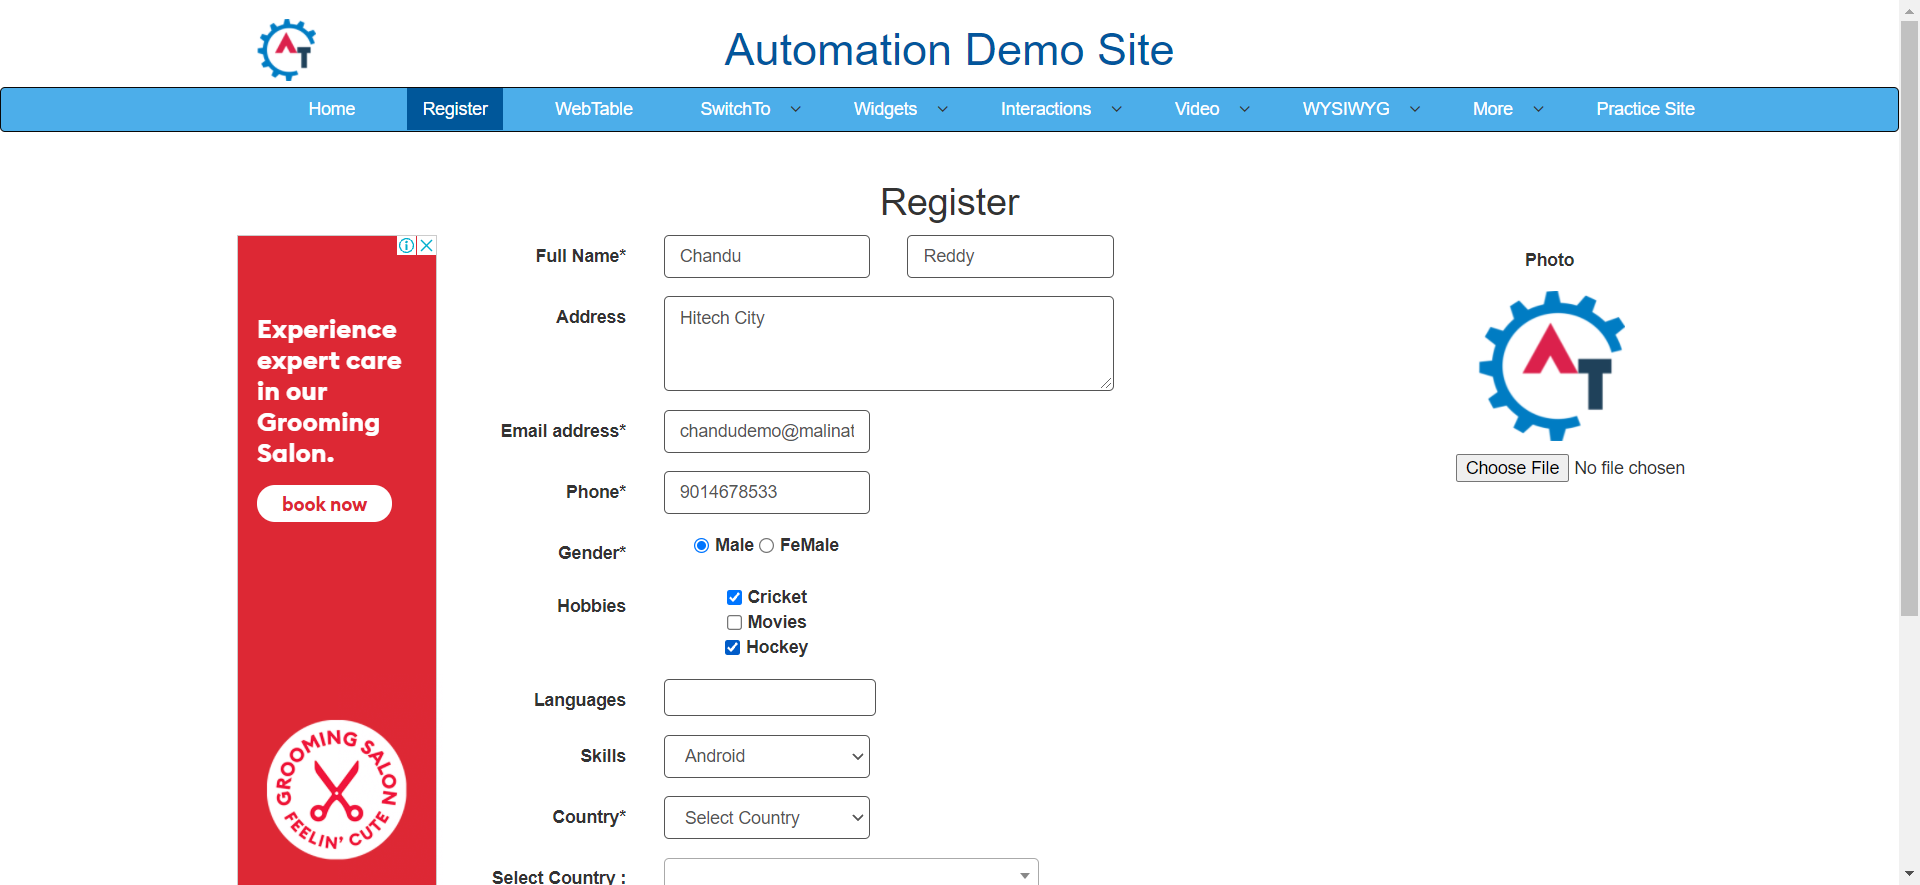 AT
Automation Demo Site
Home Register WebTable SwitchTo Widgets Interactions Video WYSIWYG More Practice Site
Register
Experience
expert care
in our
Grooming
Salon.
book now
GROOMING SALON
FEELIN' CUTE
Full Name* Chandu Reddy
Address Hitech City
Email address* chandudemo@malinat
Phone* 9014678533
Gender* Male FeMale
Hobbies Cricket
Movies
Hockey
Languages
Skills Android
Country* Select Country
Select Country :
Photo
AT
Choose File No file chosen